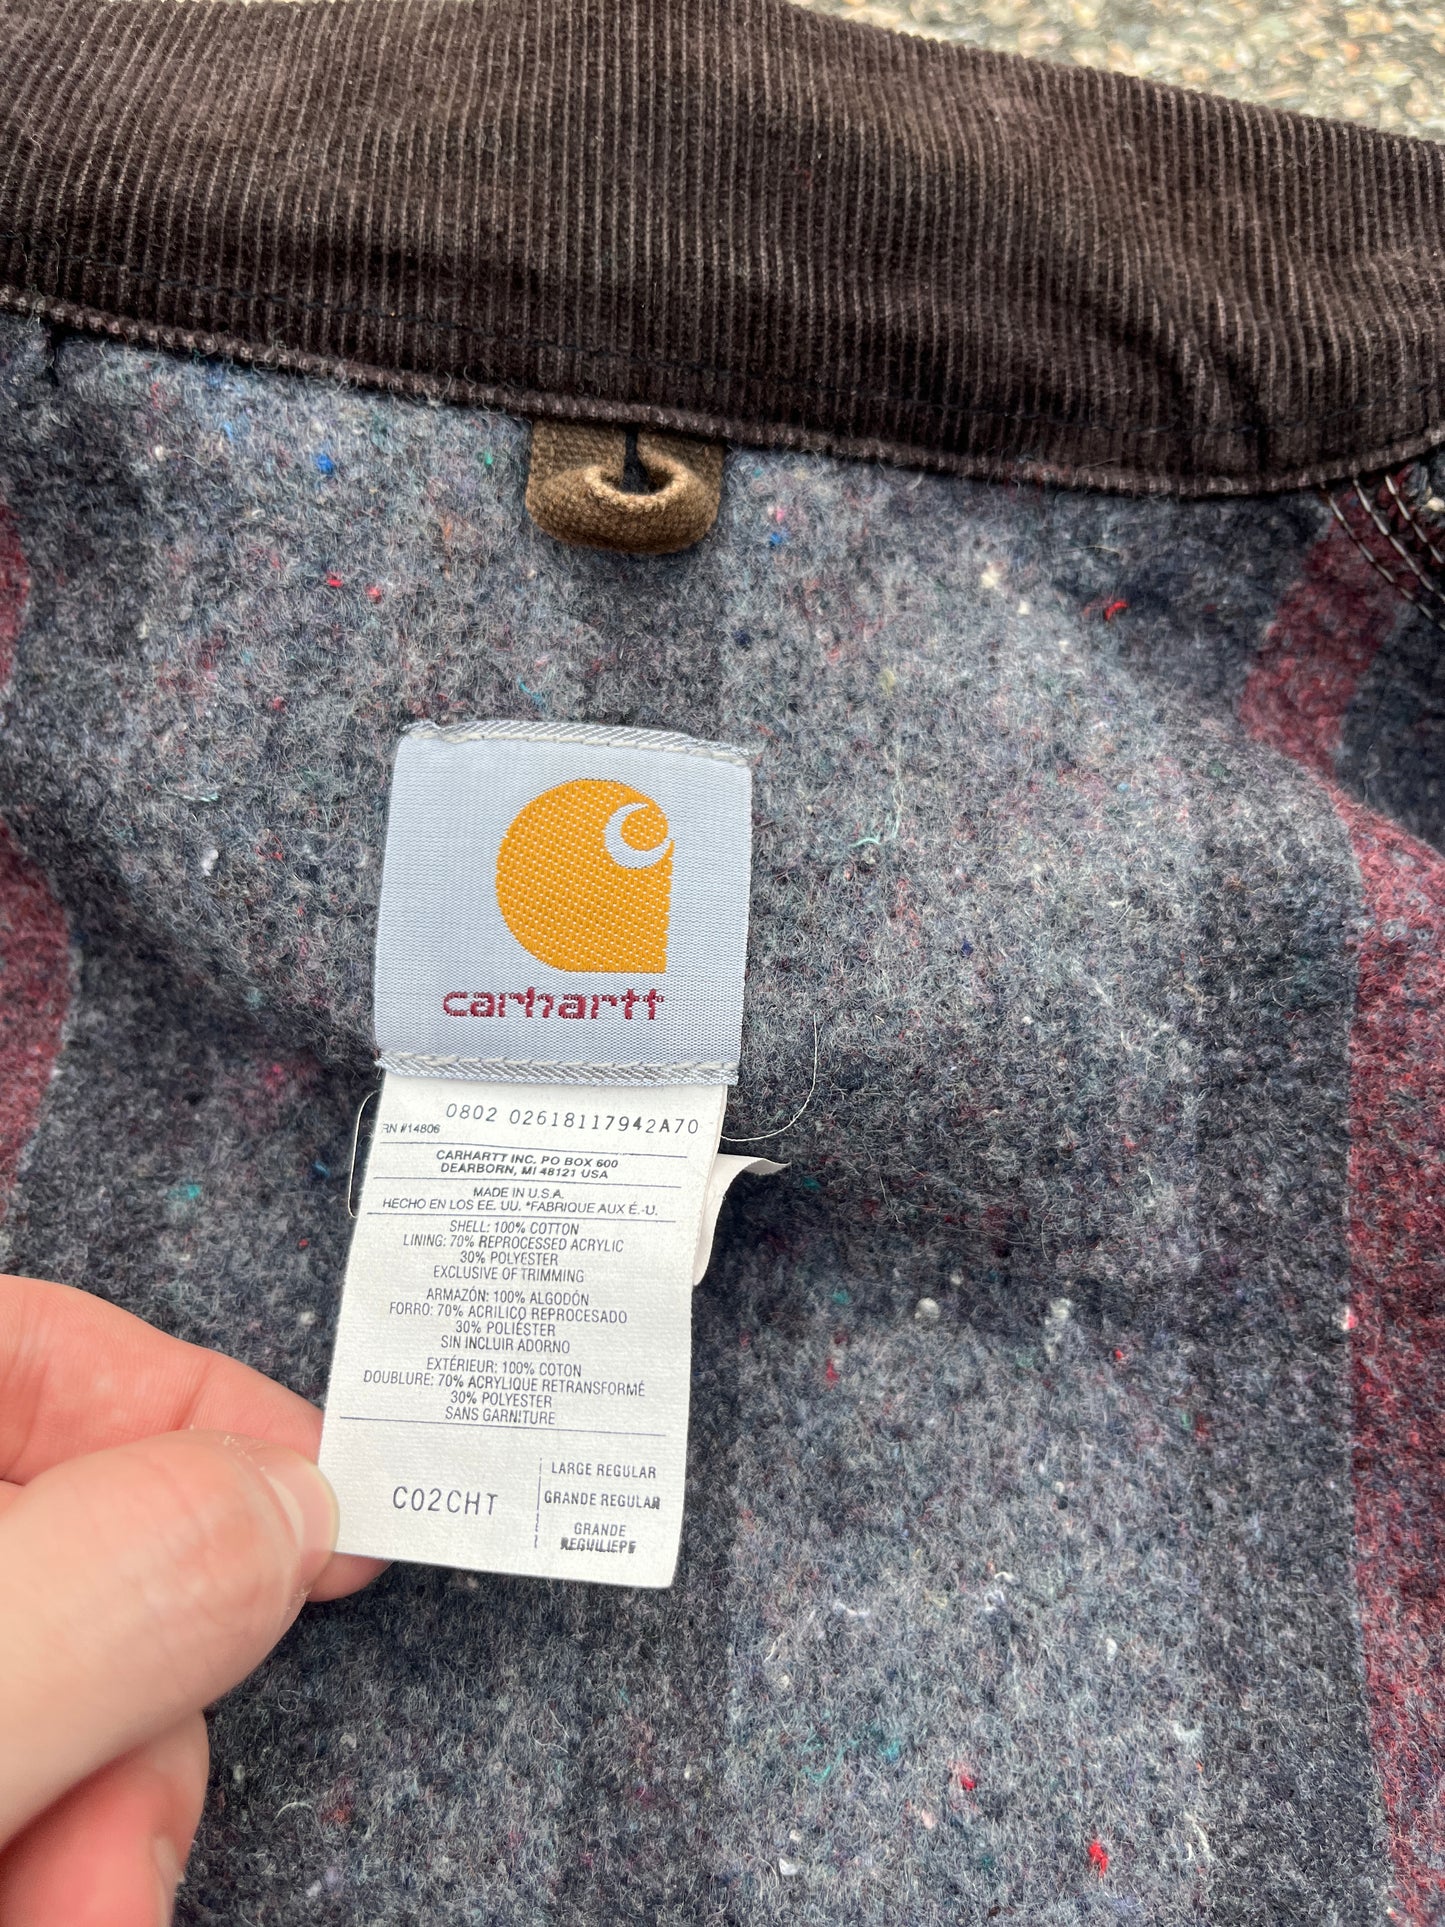 carhartt
0802 02618117942A70
RN #14806
CARHARTT INC. PO BOX 600
DEARBORN, MI 48121 USA
MADE IN U.S.A.
HECHO EN LOS EE. UU. *FABRIQUE AUX É.-U.
SHELL: 100% COTTON
LINING: 70% REPROCESSED ACRYLIC
30% POLYESTER
EXCLUSIVE OF TRIMMING
ARMAZÓN: 100% ALGODÓN
FORRO: 70% ACRILICO REPROCESADO
30% POLIÉSTER
SIN INCLUIR ADORNO
EXTÉRIEUR: 100% COTON
DOUBLURE: 70% ACRYLIQUE RETRANSFORMÉ
30% POLYESTER
SANS GARNITURE
C02CHT
LARGE REGULAR
GRANDE REGULAR
GRANDE